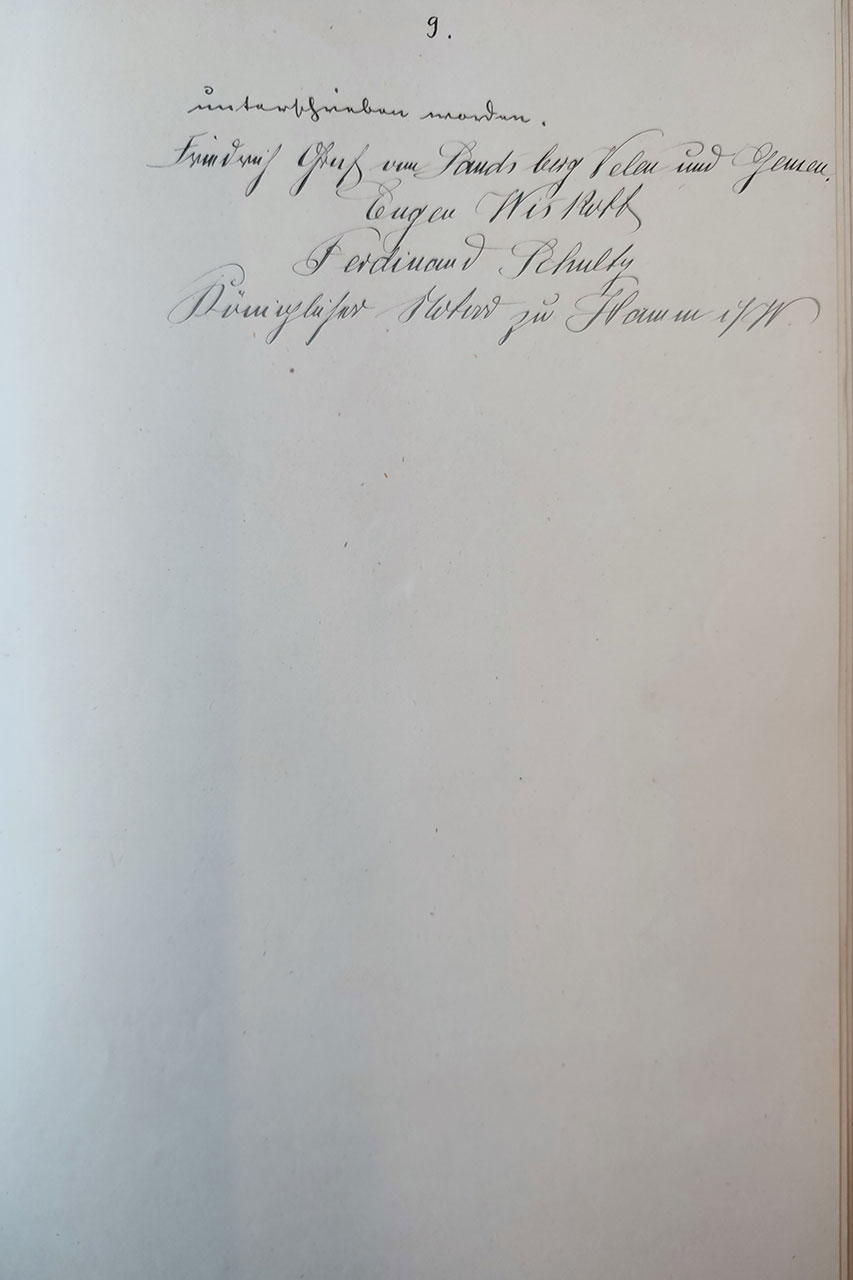 9.
unterschrieben worden.
Friedrich Graf von Landsberg Velen und Gemen.
Eugen Wiskott
Ferdinand Schultz
Königlicher Notar zu Hamm i/W.